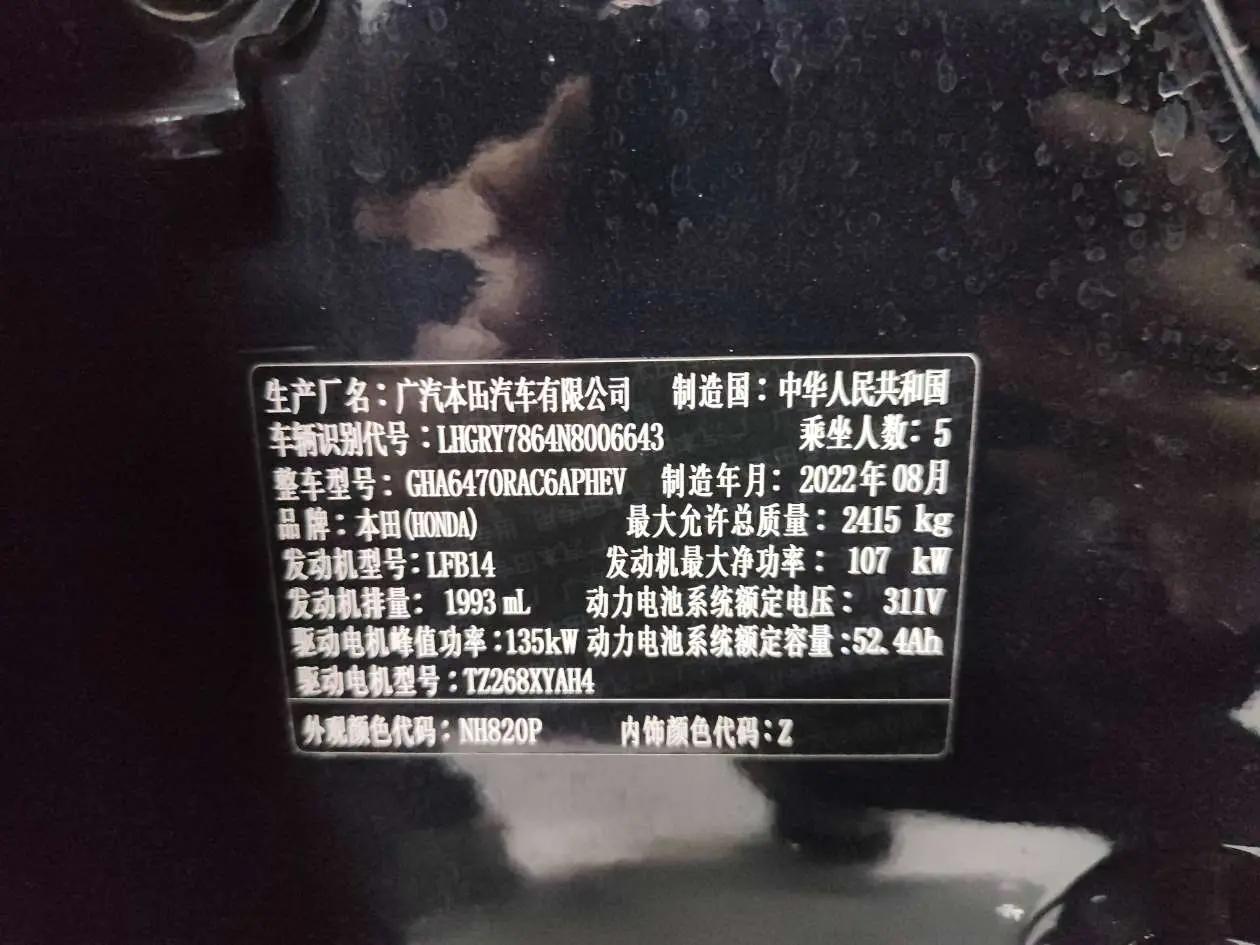 生产厂名：广汽本田汽车有限公司 制造国：中华人民共和国
车辆识别代号：LHGRY7864N8006643 乘坐人数：5
整车型号：GHA6470RAC6APHEV 制造年月：2022年08月
品牌：本田(HONDA) 最大允许总质量：2415 kg
发动机型号：LFB14 发动机最大净功率：107 kW
发动机排量：1993 mL 动力电池系统额定电压：311V
驱动电机峰值功率：135kW 动力电池系统额定容量：52.4Ah
驱动电机型号：TZ268XYAH4
外观颜色代码：NH820P 内饰颜色代码：Z